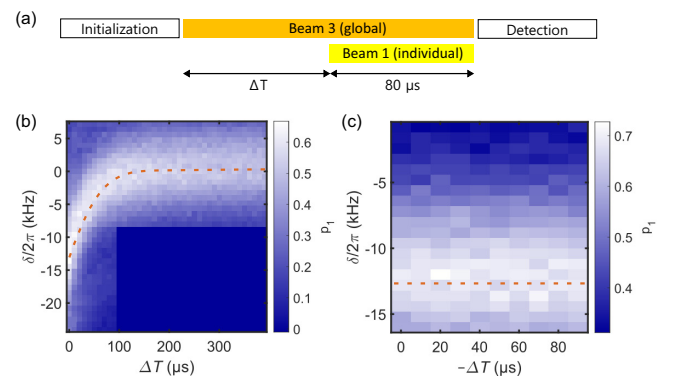 (a)
Initialization
Beam 3 (global)
Detection
Beam 1 (individual)
ΔT
80 μs
(b)
5
0
-5
-10
-15
-20
δ/2π (kHz)
0 100 200 300
ΔT (μs)
0.6
0.5
0.4
0.3
0.2
0.1
0
p₁
(c)
-5
-10
-15
δ/2π (kHz)
0 20 40 60 80
−ΔT (μs)
0.7
0.6
0.5
0.4
p₁